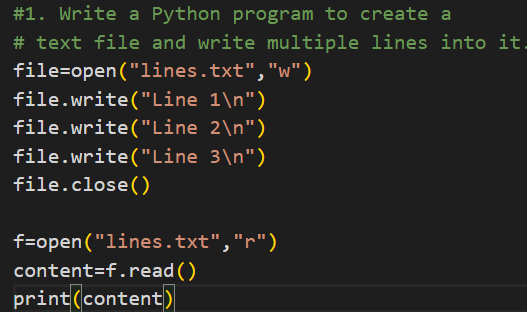 #1. Write a Python program to create a
# text file and write multiple lines into it.
file=open("lines.txt","w")
file.write("Line 1\n")
file.write("Line 2\n")
file.write("Line 3\n")
file.close()
f=open("lines.txt","r")
content=f.read()
print(content)